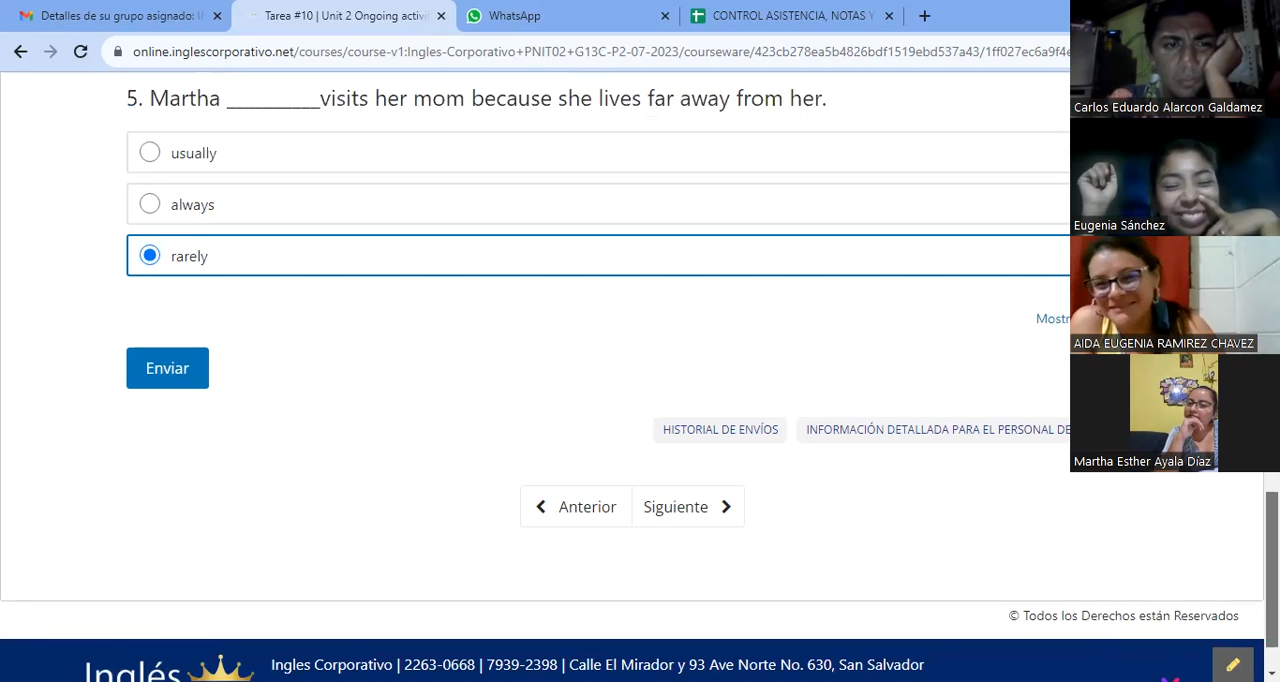 Detalles de su grupo asignado: I
Tarea #10 | Unit 2 Ongoing activi
WhatsApp
CONTROL ASISTENCIA, NOTAS Y
online.inglescorporativo.net/courses/course-v1:Ingles-Corporativo+PNIT02+G13C-P2-07-2023/courseware/423cb278ea5b4826bdf1519ebd537a43/1ff027ec6a9f4e
5. Martha __________visits her mom because she lives far away from her.
usually
always
rarely
Mostr
Enviar
HISTORIAL DE ENVÍOS
INFORMACIÓN DETALLADA PARA EL PERSONAL DE
Anterior
Siguiente
© Todos los Derechos están Reservados
Inglés
Ingles Corporativo | 2263-0668 | 7939-2398 | Calle El Mirador y 93 Ave Norte No. 630, San Salvador
Carlos Eduardo Alarcon Galdamez
Eugenia Sánchez
AIDA EUGENIA RAMIREZ CHAVEZ
Martha Esther Ayala Díaz